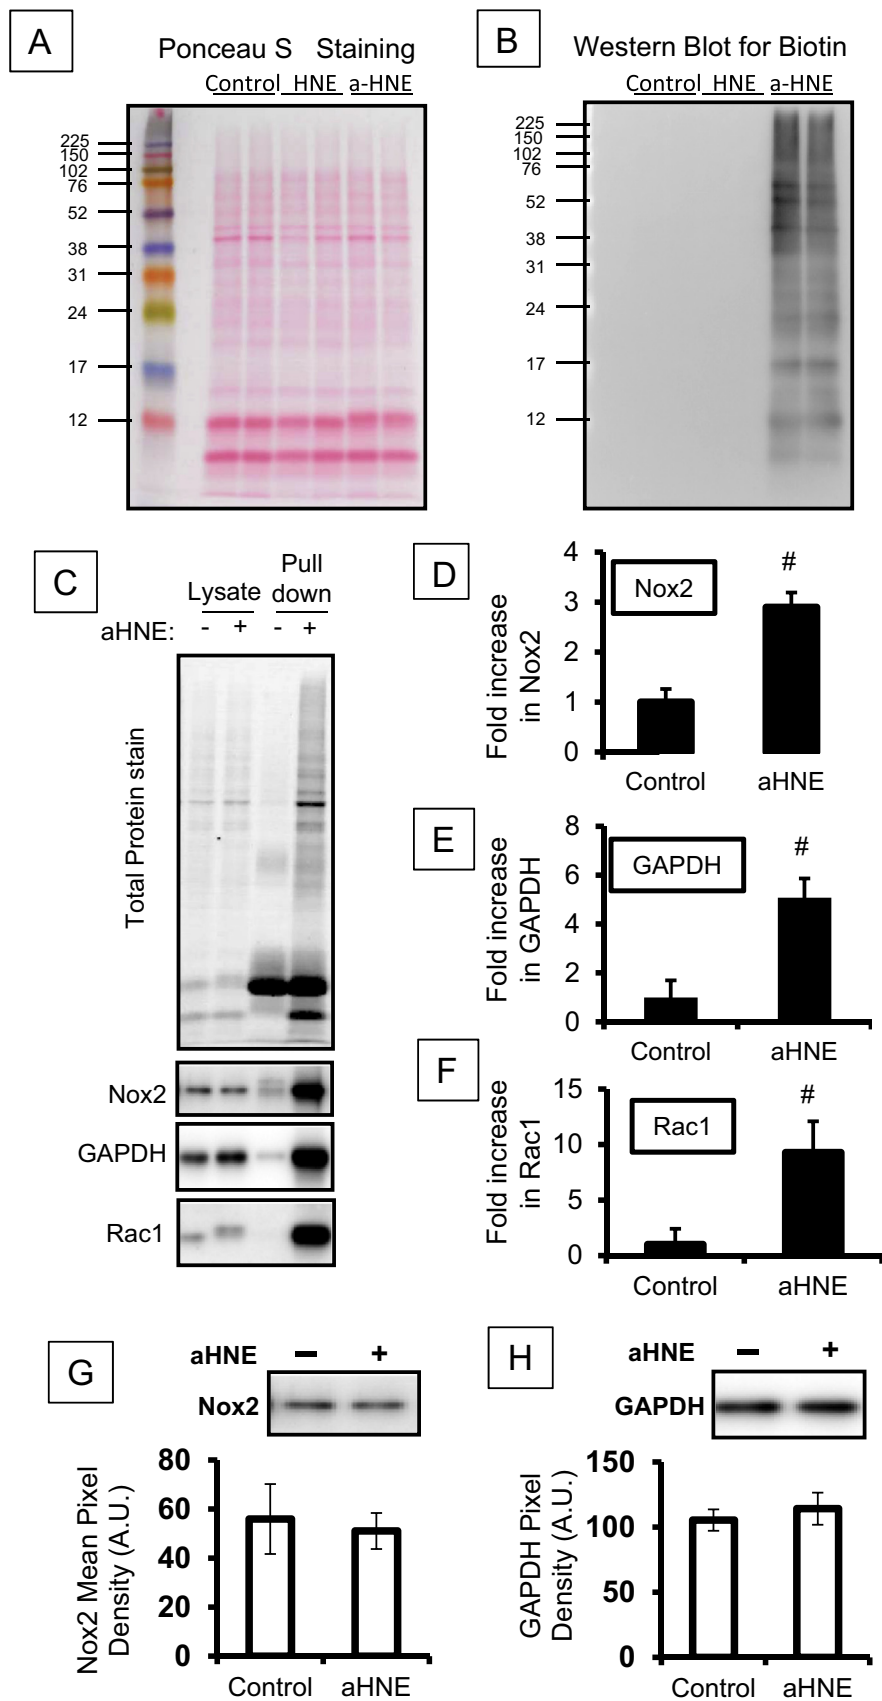 A
Ponceau S Staining
Control HNE a-HNE
225
150
102
76
52
38
31
24
17
12
B
Western Blot for Biotin
Control HNE a-HNE
225
150
102
76
52
38
31
24
17
12
C
Lysate
Pull
down
aHNE: - + - +
Total Protein stain
Nox2
GAPDH
Rac1
D
Fold increase
in Nox2
4
3
2
1
0
Nox2
#
Control aHNE
E
Fold increase
in GAPDH
8
6
4
2
0
GAPDH
#
Control aHNE
F
Fold increase
in Rac1
15
10
5
0
Rac1
#
Control aHNE
G
aHNE − +
Nox2
Nox2 Mean Pixel
Density (A.U.)
80
60
40
20
0
Control aHNE
H
aHNE − +
GAPDH
GAPDH Pixel
Density (A.U.)
150
100
50
0
Control aHNE